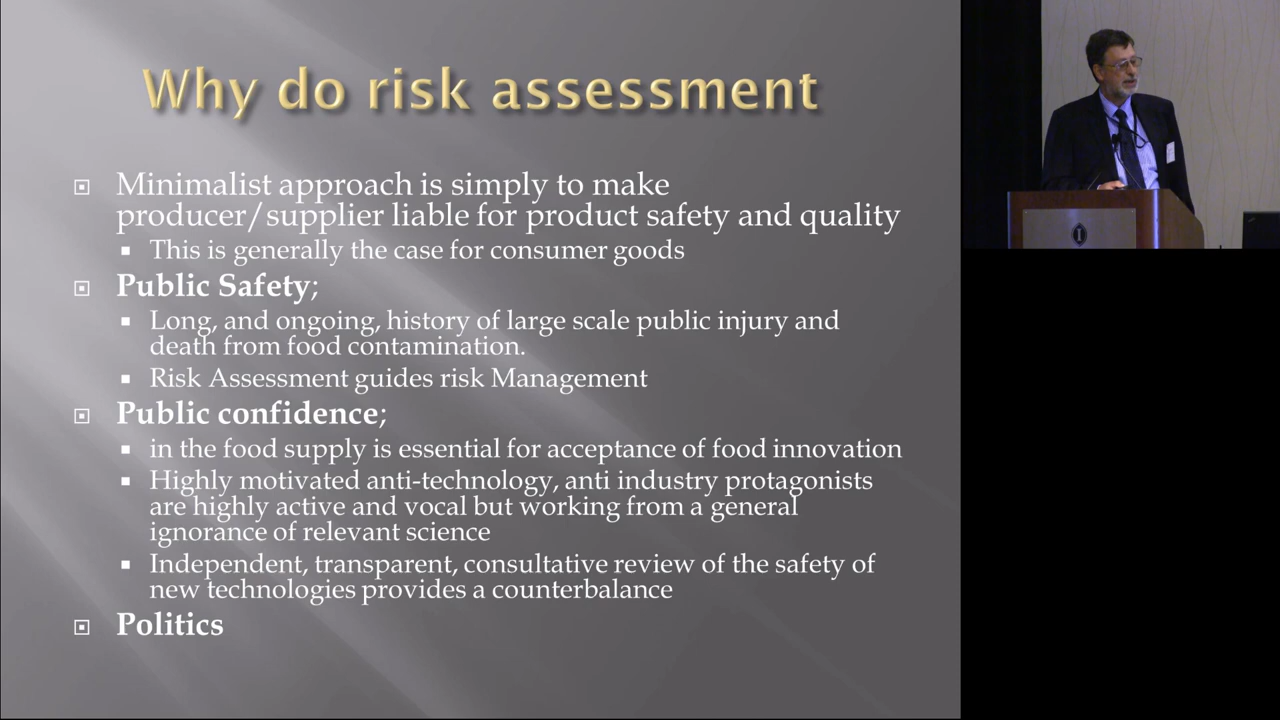 Why do risk assessment
Minimalist approach is simply to make
producer/supplier liable for product safety and quality
This is generally the case for consumer goods
Public Safety;
Long, and ongoing, history of large scale public injury and
death from food contamination.
Risk Assessment guides risk Management
Public confidence;
in the food supply is essential for acceptance of food innovation
Highly motivated anti-technology, anti industry protagonists
are highly active and vocal but working from a general
ignorance of relevant science
Independent, transparent, consultative review of the safety of
new technologies provides a counterbalance
Politics